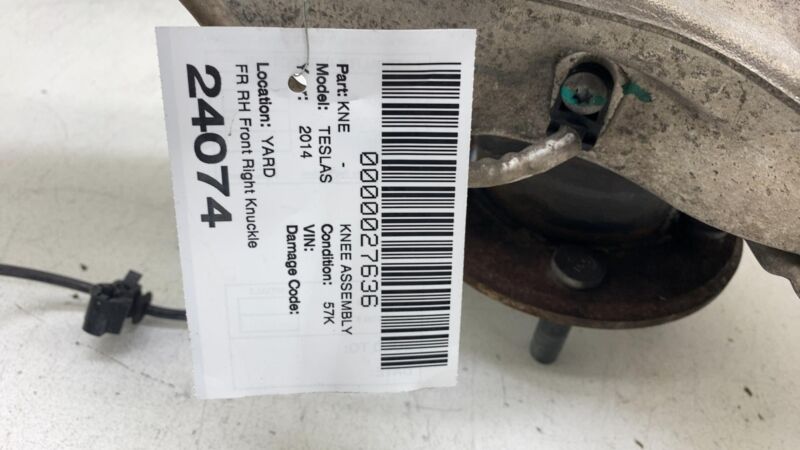 0000027636
Part: KNE - KNEE ASSEMBLY
Model: TESLAS Condition: 57K
2014 VIN:
Damage Code:
Location: YARD
FR RH Front Right Knuckle
24074